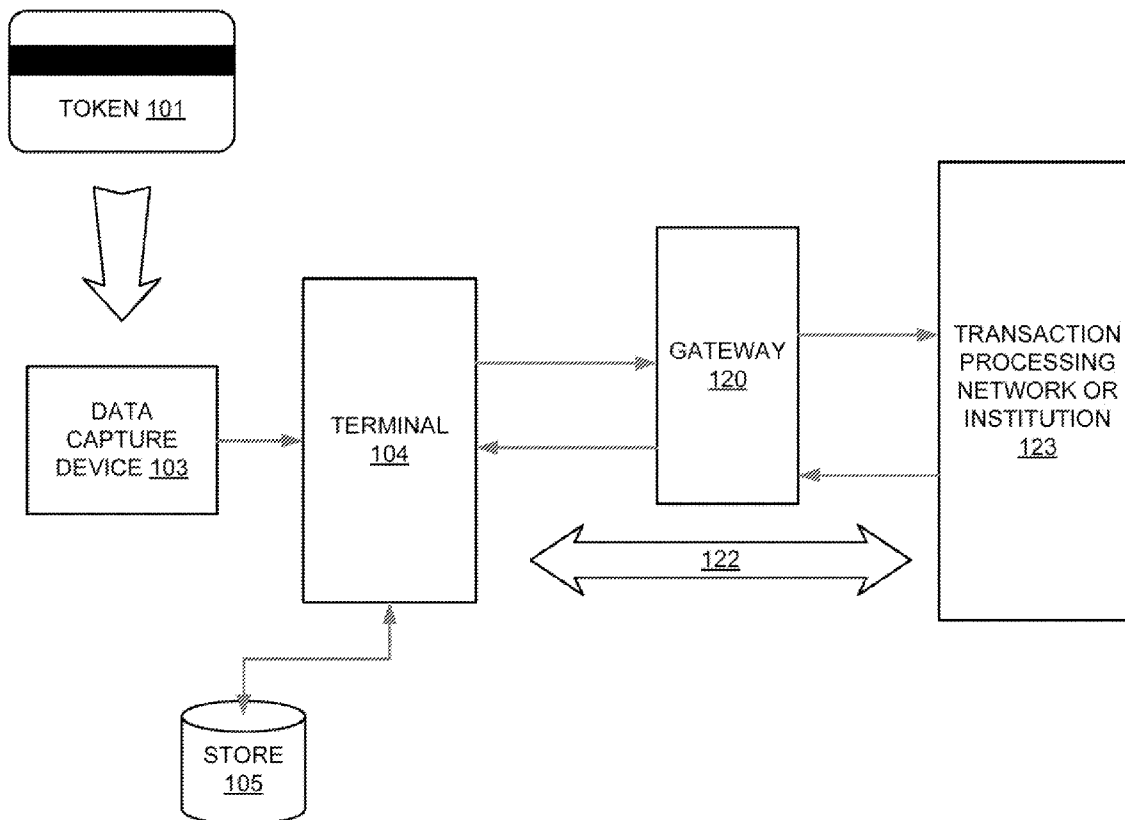 TOKEN 101
DATA
CAPTURE
DEVICE 103
TERMINAL
104
GATEWAY
120
TRANSACTION
PROCESSING
NETWORK OR
INSTITUTION
123
122
STORE
105